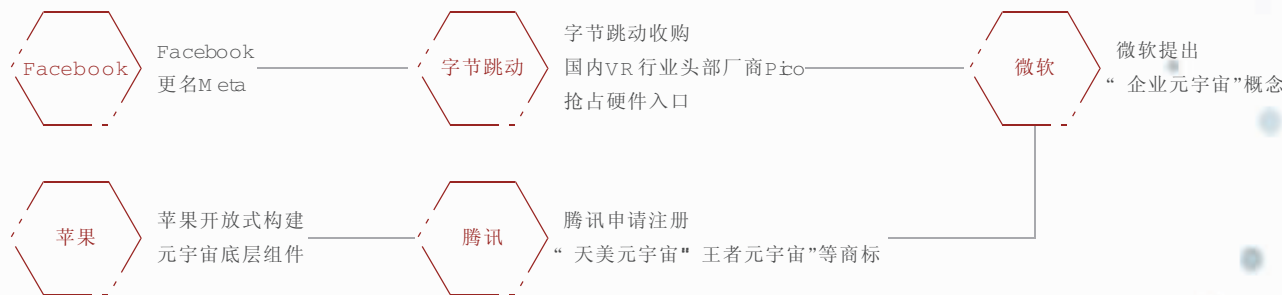 Facebook
Facebook
更名Meta
字节跳动
字节跳动收购
国内VR行业头部厂商Pico
抢占硬件入口
微软
微软提出
“企业元宇宙”概念
苹果
苹果开放式构建
元宇宙底层组件
腾讯
腾讯申请注册
“天美元宇宙" 王者元宇宙”等商标